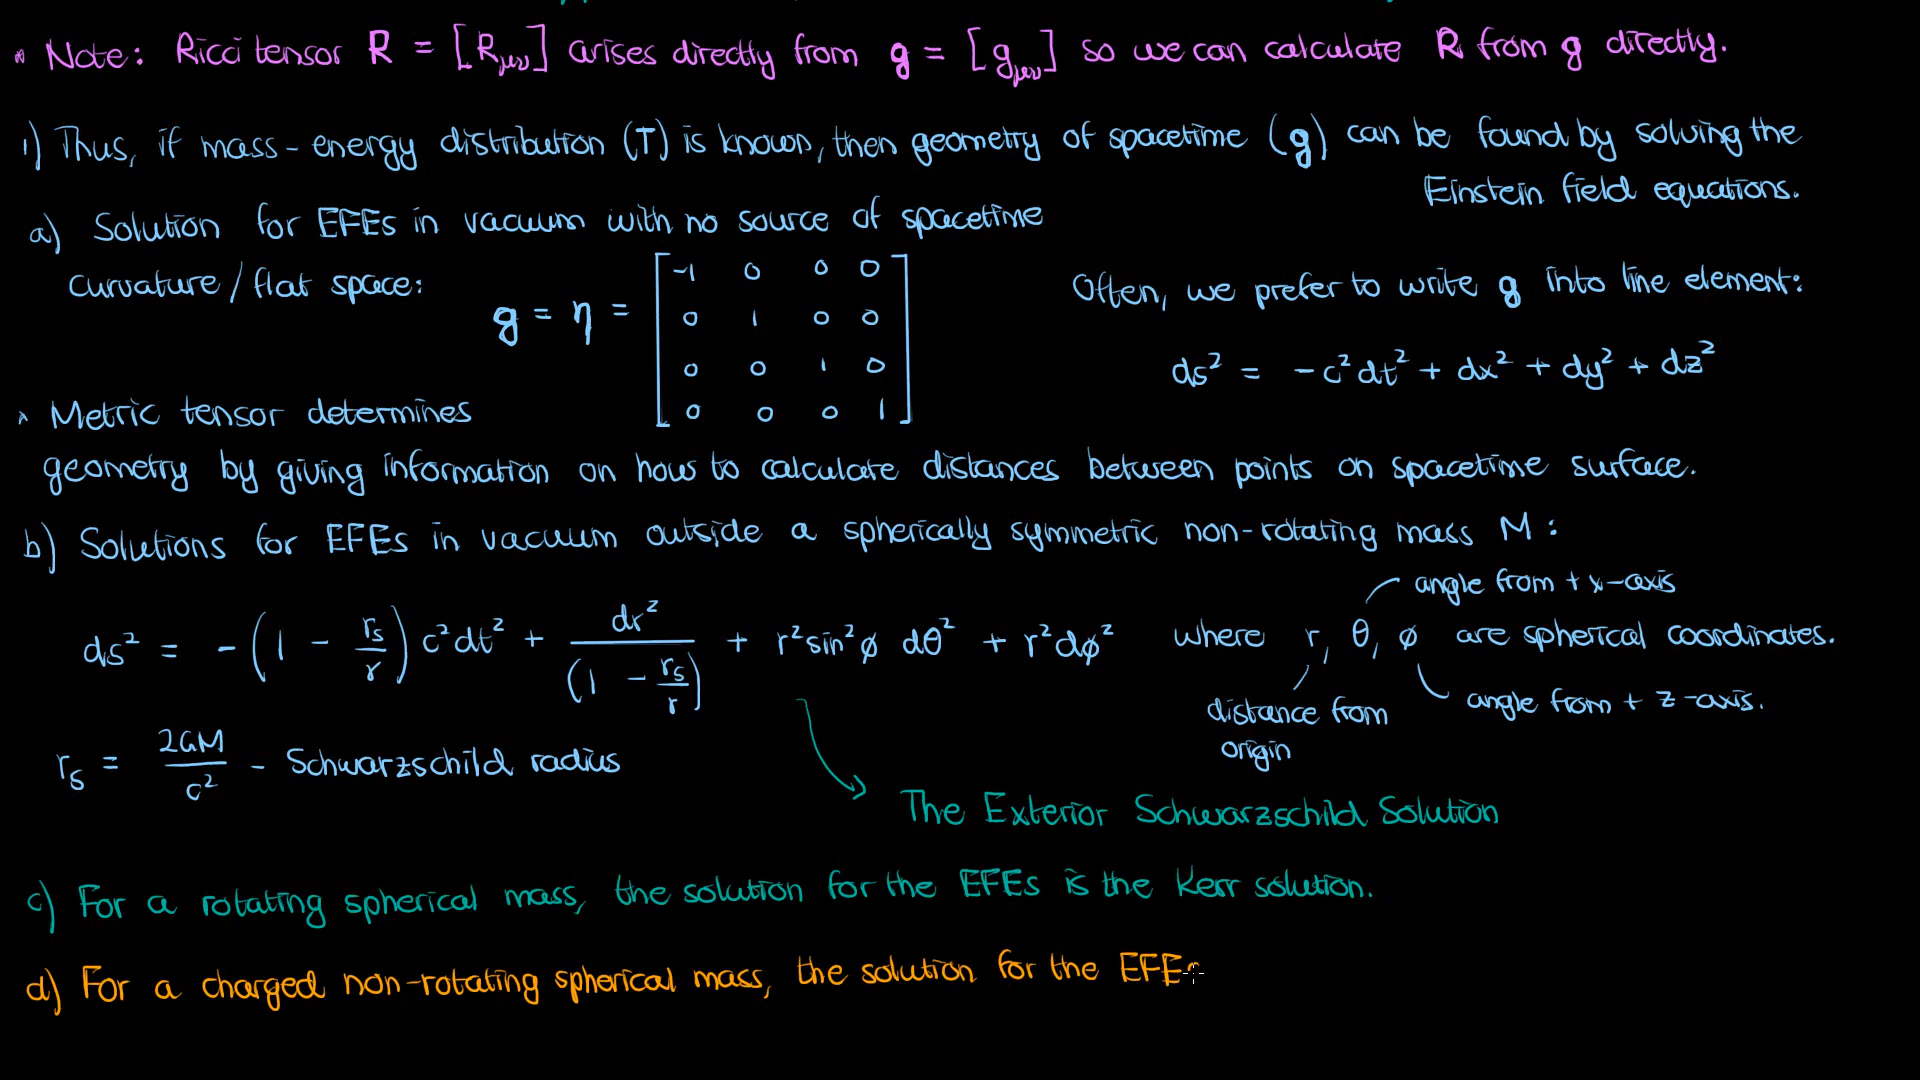 * Note: Ricci tensor R = [Rμν] arises directly from g = [gμν] so we can calculate R from g directly.
1) Thus, if mass-energy distribution (T) is known, then geometry of spacetime (g) can be found by solving the
Einstein field equations.
a) Solution for EFEs in vacuum with no source of spacetime
curvature / flat space:
g = η = [ -1 0 0 0
0 1 0 0
0 0 1 0
0 0 0 1 ]
Often, we prefer to write g into line element:
ds² = -c²dt² + dx² + dy² + dz²
* Metric tensor determines
geometry by giving information on how to calculate distances between points on spacetime surface.
b) Solutions for EFEs in vacuum outside a spherically symmetric non-rotating mass M:
ds² = -(1 - rs/r) c²dt² + dr²/(1 - rs/r) + r²sin²φ dθ² + r²dφ²
where r, θ, φ are spherical coordinates.
angle from + x-axis
distance from
origin
angle from + z-axis.
rs = 2GM/c² - Schwarzschild radius
The Exterior Schwarzschild Solution
c) For a rotating spherical mass, the solution for the EFEs is the Kerr solution.
d) For a charged non-rotating spherical mass, the solution for the EFEs